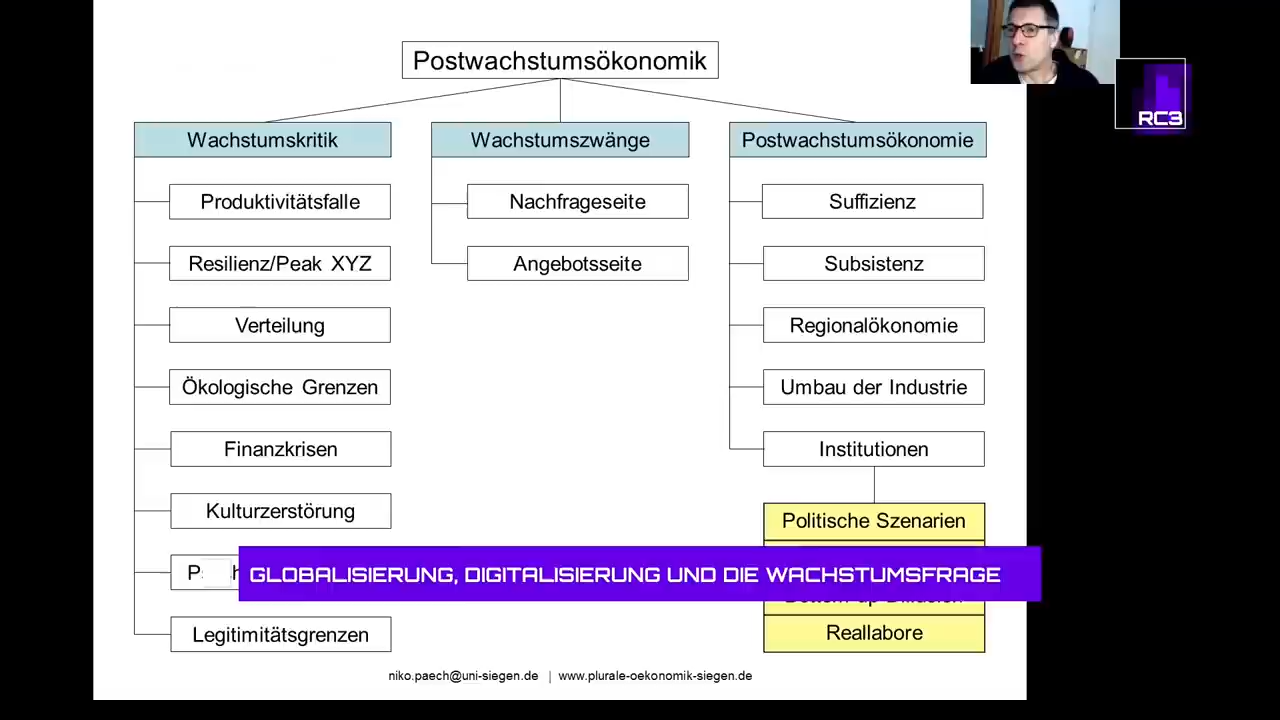 Postwachstumsökonomik
RC3
Wachstumskritik
Produktivitätsfalle
Resilienz/Peak XYZ
Verteilung
Ökologische Grenzen
Finanzkrisen
Kulturzerstörung
Legitimitätsgrenzen
Wachstumszwänge
Nachfrageseite
Angebotsseite
Postwachstumsökonomie
Suffizienz
Subsistenz
Regionalökonomie
Umbau der Industrie
Institutionen
Politische Szenarien
Reallabore
GLOBALISIERUNG, DIGITALISIERUNG UND DIE WACHSTUMSFRAGE
niko.paech@uni-siegen.de | www.plurale-oekonomik-siegen.de